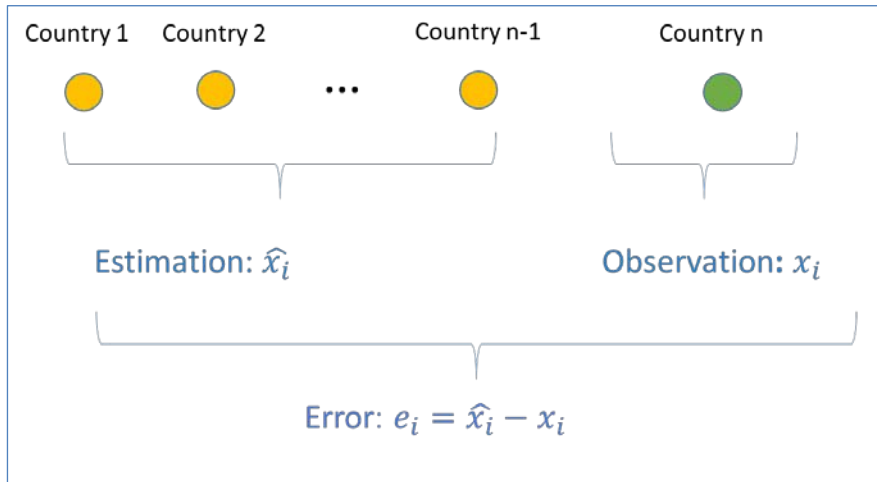 Country 1 Country 2 Country n-1 Country n
...
Estimation: x̂ᵢ Observation: xᵢ
Error: eᵢ = x̂ᵢ − xᵢ